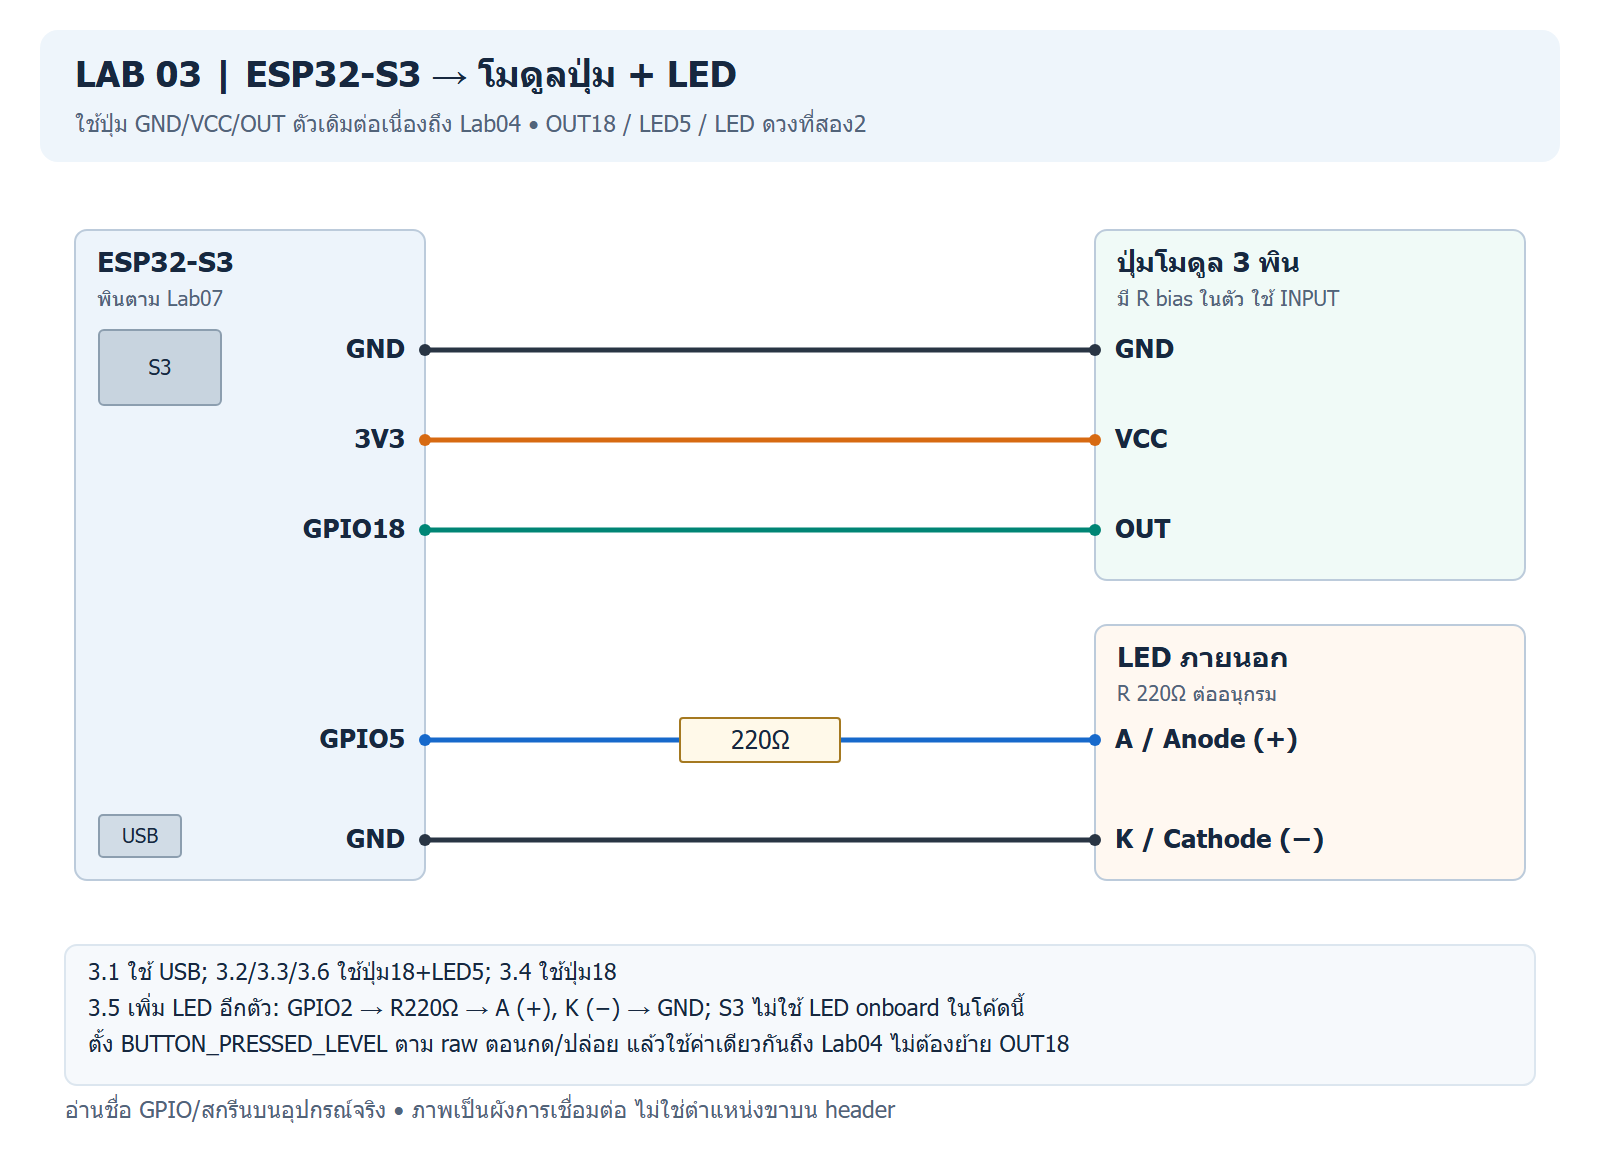 LAB 03 | ESP32-S3 → โมดูลปุ่ม + LED
ใช้ปุ่ม GND/VCC/OUT ตัวเดิมต่อเนื่องถึง Lab04 • OUT18 / LED5 / LED ดวงที่สอง2
ESP32-S3
พินตาม Lab07
S3
GND
3V3
GPIO18
GPIO5
USB
GND
ปุ่มโมดูล 3 พิน
มี R bias ในตัว ใช้ INPUT
GND
VCC
OUT
220Ω
LED ภายนอก
R 220Ω ต่ออนุกรม
A / Anode (+)
K / Cathode (−)
3.1 ใช้ USB; 3.2/3.3/3.6 ใช้ปุ่ม18+LED5; 3.4 ใช้ปุ่ม18
3.5 เพิ่ม LED อีกตัว: GPIO2 → R220Ω → A (+), K (−) → GND; S3 ไม่ใช้ LED onboard ในโค้ดนี้
ตั้ง BUTTON_PRESSED_LEVEL ตาม raw ตอนกด/ปล่อย แล้วใช้ค่าเดียวกันถึง Lab04 ไม่ต้องย้าย OUT18
อ่านชื่อ GPIO/สกรีนบนอุปกรณ์จริง • ภาพเป็นผังการเชื่อมต่อ ไม่ใช่ตำแหน่งขาบน header